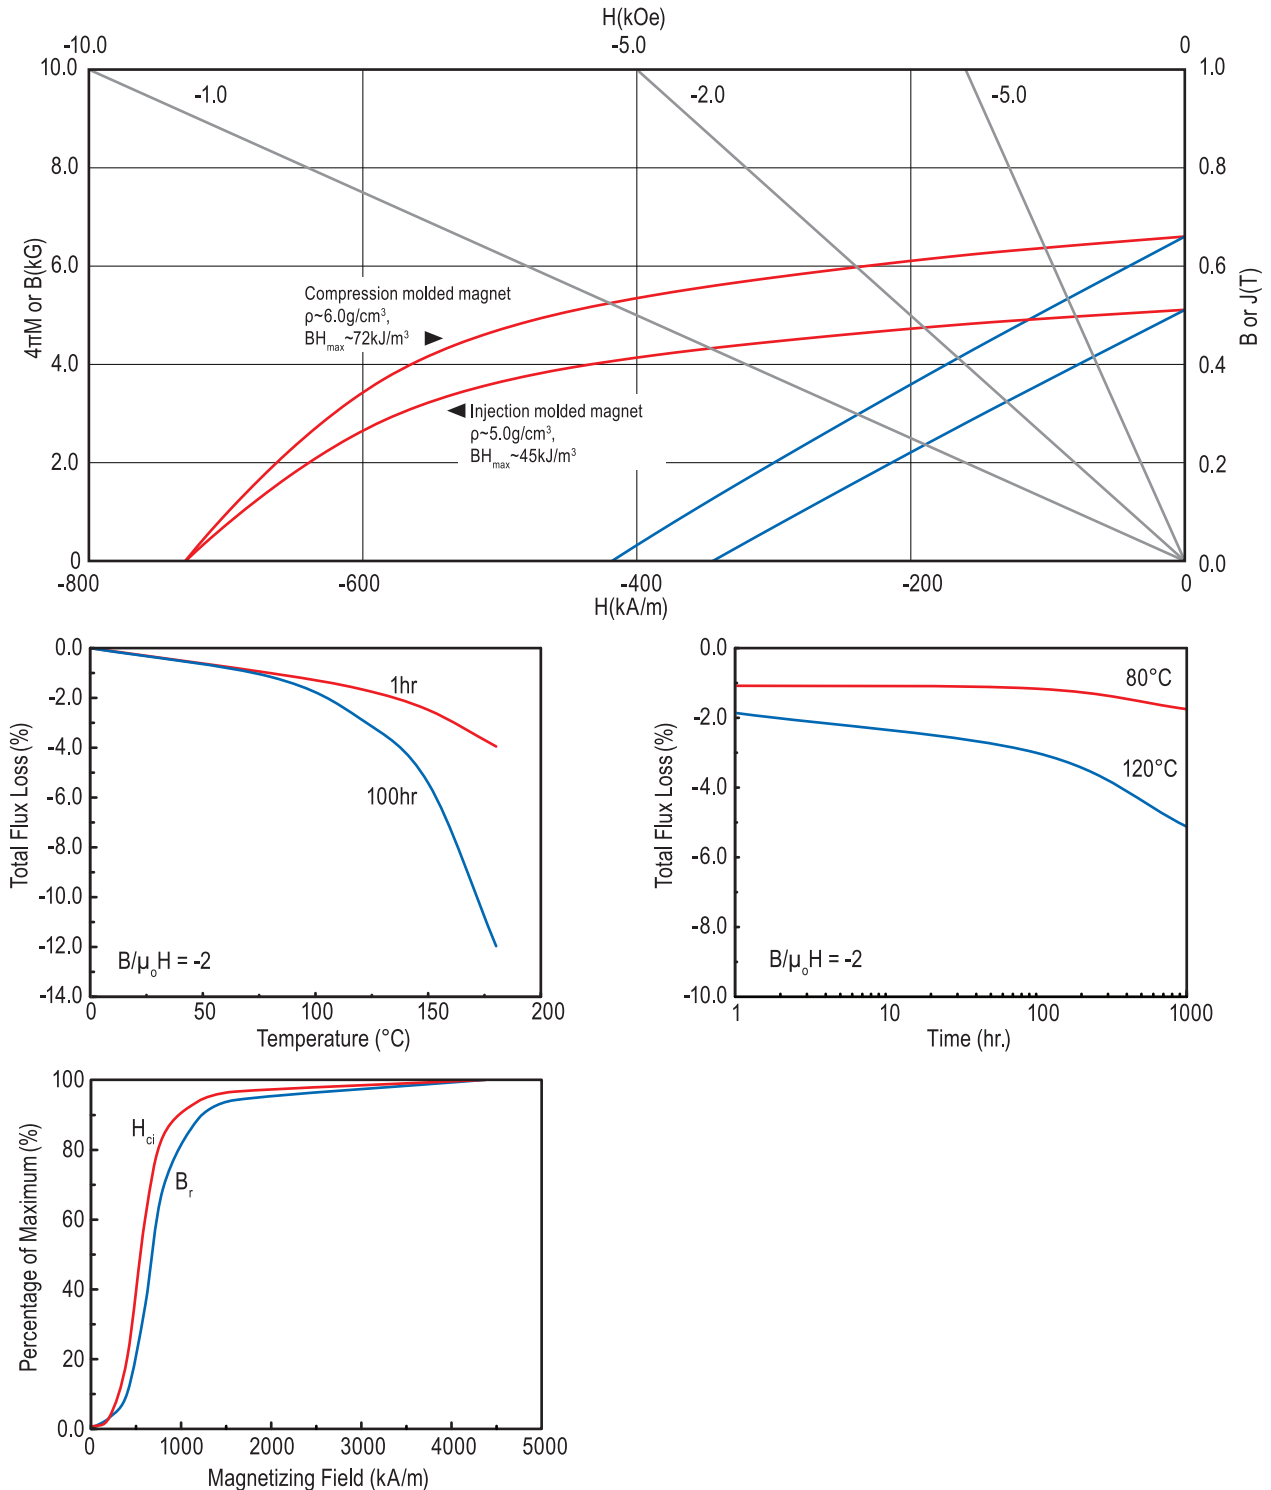 H(kOe)
-10.0 -5.0 0
10.0 -1.0 -2.0 -5.0 1.0
8.0 0.8
6.0 0.6
4.0 0.4
2.0 0.2
0 0.0
4πM or B(kG)
B or J(T)
Compression molded magnet
ρ~6.0g/cm³,
BHmax~72kJ/m³
Injection molded magnet
ρ~5.0g/cm³,
BHmax~45kJ/m³
-800 -600 -400 -200 0
H(kA/m)
0.0
-2.0
-4.0
-6.0
-8.0
-10.0
-12.0
-14.0
Total Flux Loss (%)
1hr
100hr
B/μoH = -2
0 50 100 150 200
Temperature (°C)
0.0
-2.0
-4.0
-6.0
-8.0
-10.0
Total Flux Loss (%)
80°C
120°C
B/μoH = -2
1 10 100 1000
Time (hr.)
100
80
60
40
20
0.0
Percentage of Maximum (%)
Hci
Br
0 1000 2000 3000 4000 5000
Magnetizing Field (kA/m)